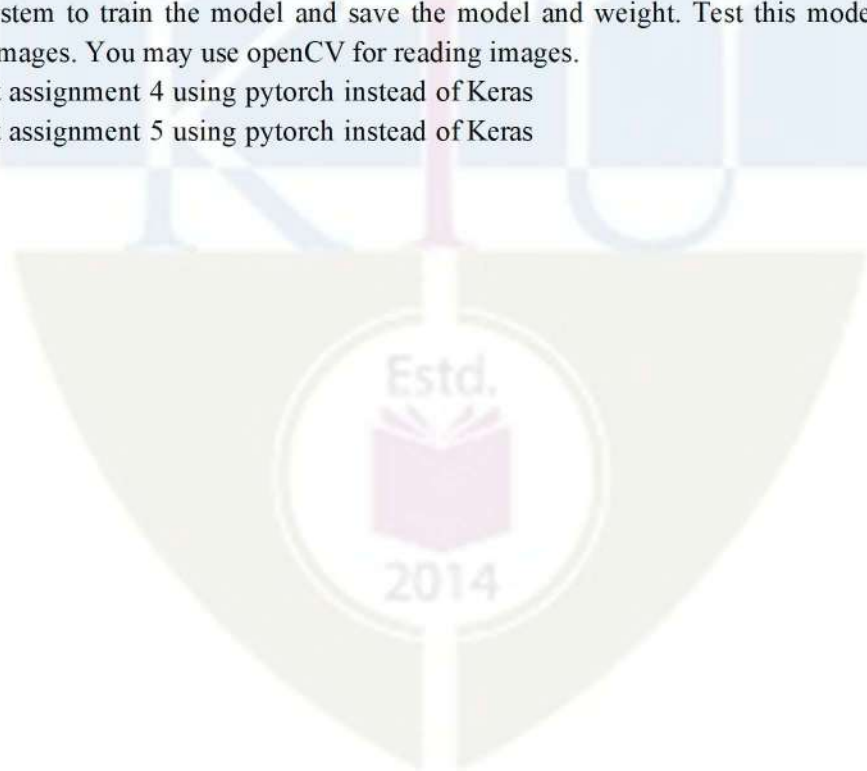 stem to train the model and save the model and weight. Test this mode
mages. You may use openCV for reading images.
assignment 4 using pytorch instead of Keras
assignment 5 using pytorch instead of Keras
KIU
Estd.
2014